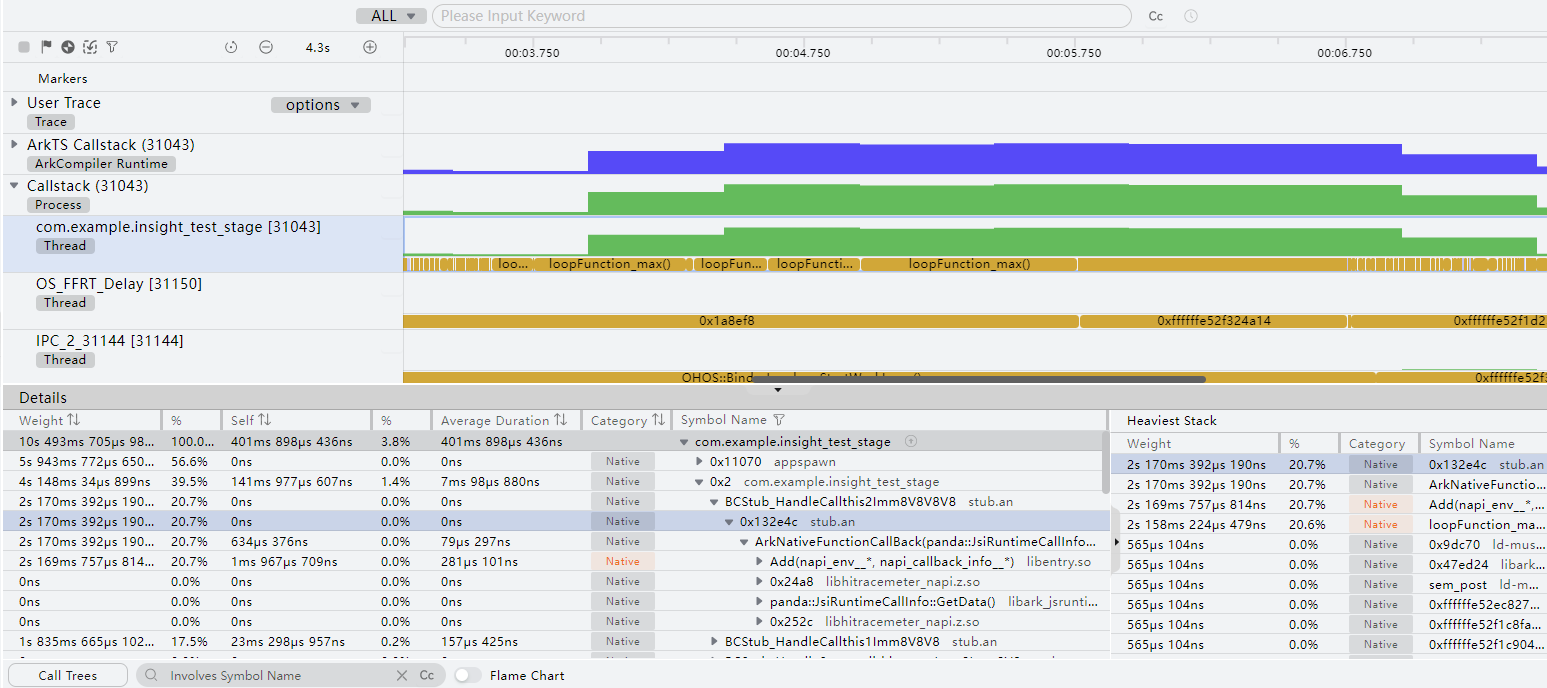 ALL Please Input Keyword Cc
4.3s 00:03.750 00:04.750 00:05.750 00:06.750
Markers
User Trace options
Trace
ArkTS Callstack (31043)
ArkCompiler Runtime
Callstack (31043)
Process
com.example.insight_test_stage [31043]
Thread
loo... loopFunction_max() loopFun... loopFuncti... loopFunction_max()
OS_FFRT_Delay [31150]
Thread
0x1a8ef8 0xffffffe52f324a14 0xffffffe52f1d2
IPC_2_31144 [31144]
Thread
OHOS::Bind 0xffffffe52f3
Details
Weight % Self % Average Duration Category Symbol Name
10s 493ms 705μs 98... 100.0... 401ms 898μs 436ns 3.8% 401ms 898μs 436ns com.example.insight_test_stage
5s 943ms 772μs 650... 56.6% 0ns 0.0% 0ns Native 0x11070 appspawn
4s 148ms 34μs 899ns 39.5% 141ms 977μs 607ns 1.4% 7ms 98μs 880ns Native 0x2 com.example.insight_test_stage
2s 170ms 392μs 190... 20.7% 0ns 0.0% 0ns Native BCStub_HandleCallthis2Imm8V8V8V8 stub.an
2s 170ms 392μs 190... 20.7% 0ns 0.0% 0ns Native 0x132e4c stub.an
2s 170ms 392μs 190... 20.7% 634μs 376ns 0.0% 79μs 297ns Native ArkNativeFunctionCallBack(panda::JsiRuntimeCallInfo...
2s 169ms 757μs 814... 20.7% 1ms 967μs 709ns 0.0% 281μs 101ns Native Add(napi_env__*, napi_callback_info__*) libentry.so
0ns 0.0% 0ns 0.0% 0ns Native 0x24a8 libhitracemeter_napi.z.so
0ns 0.0% 0ns 0.0% 0ns Native panda::JsiRuntimeCallInfo::GetData() libark_jsrunti...
0ns 0.0% 0ns 0.0% 0ns Native 0x252c libhitracemeter_napi.z.so
1s 835ms 665μs 102... 17.5% 23ms 298μs 957ns 0.2% 157μs 425ns Native BCStub_HandleCallthis1Imm8V8V8 stub.an
Heaviest Stack
Weight % Category Symbol Name
2s 170ms 392μs 190ns 20.7% Native 0x132e4c stub.an
2s 170ms 392μs 190ns 20.7% Native ArkNativeFunctio...
2s 169ms 757μs 814ns 20.7% Native Add(napi_env__*,...
2s 158ms 224μs 479ns 20.6% Native loopFunction_ma...
565μs 104ns 0.0% Native 0x9dc70 ld-mus...
565μs 104ns 0.0% Native 0x47ed24 libark...
565μs 104ns 0.0% Native sem_post ld-m...
565μs 104ns 0.0% Native 0xffffffe52ec827...
565μs 104ns 0.0% Native 0xffffffe52f1c8fa...
565μs 104ns 0.0% Native 0xffffffe52f1c904...
Call Trees Involves Symbol Name Cc Flame Chart